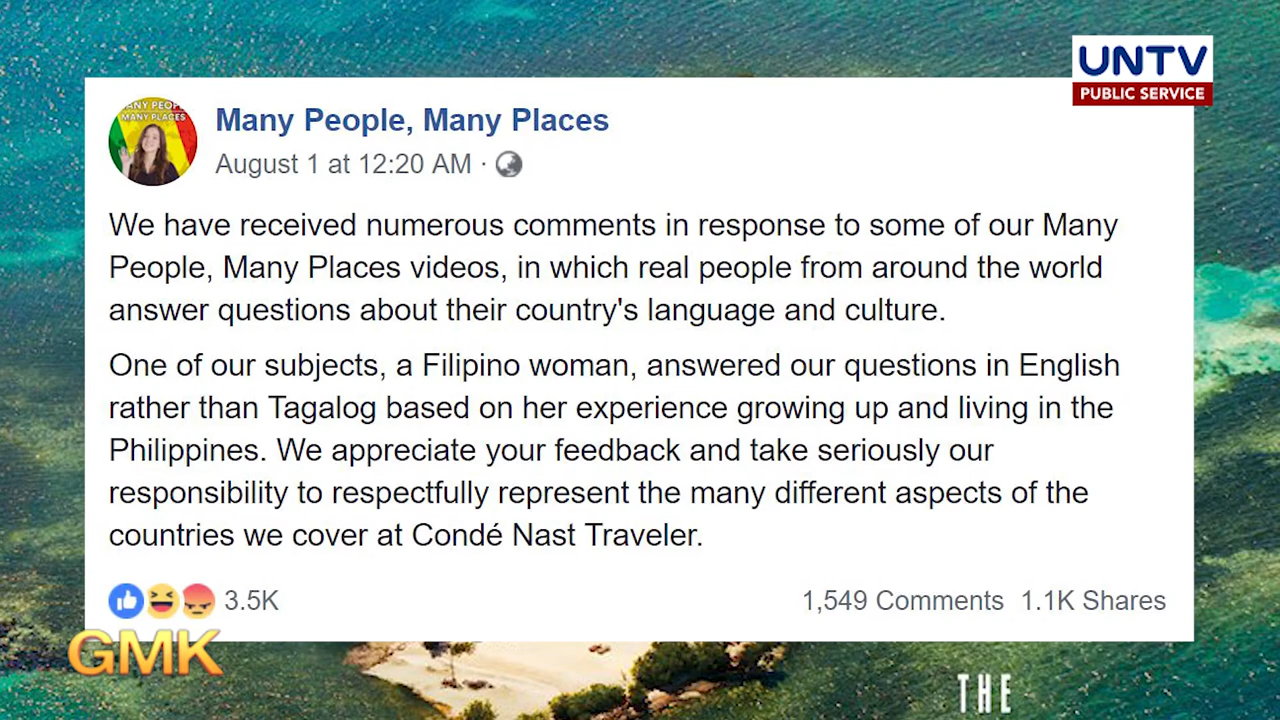 UNTV
PUBLIC SERVICE
MANY PLACES
Many People, Many Places
August 1 at 12:20 AM ·
We have received numerous comments in response to some of our Many
People, Many Places videos, in which real people from around the world
answer questions about their country's language and culture.
One of our subjects, a Filipino woman, answered our questions in English
rather than Tagalog based on her experience growing up and living in the
Philippines. We appreciate your feedback and take seriously our
responsibility to respectfully represent the many different aspects of the
countries we cover at Condé Nast Traveler.
3.5K
1,549 Comments 1.1K Shares
GMK
THE